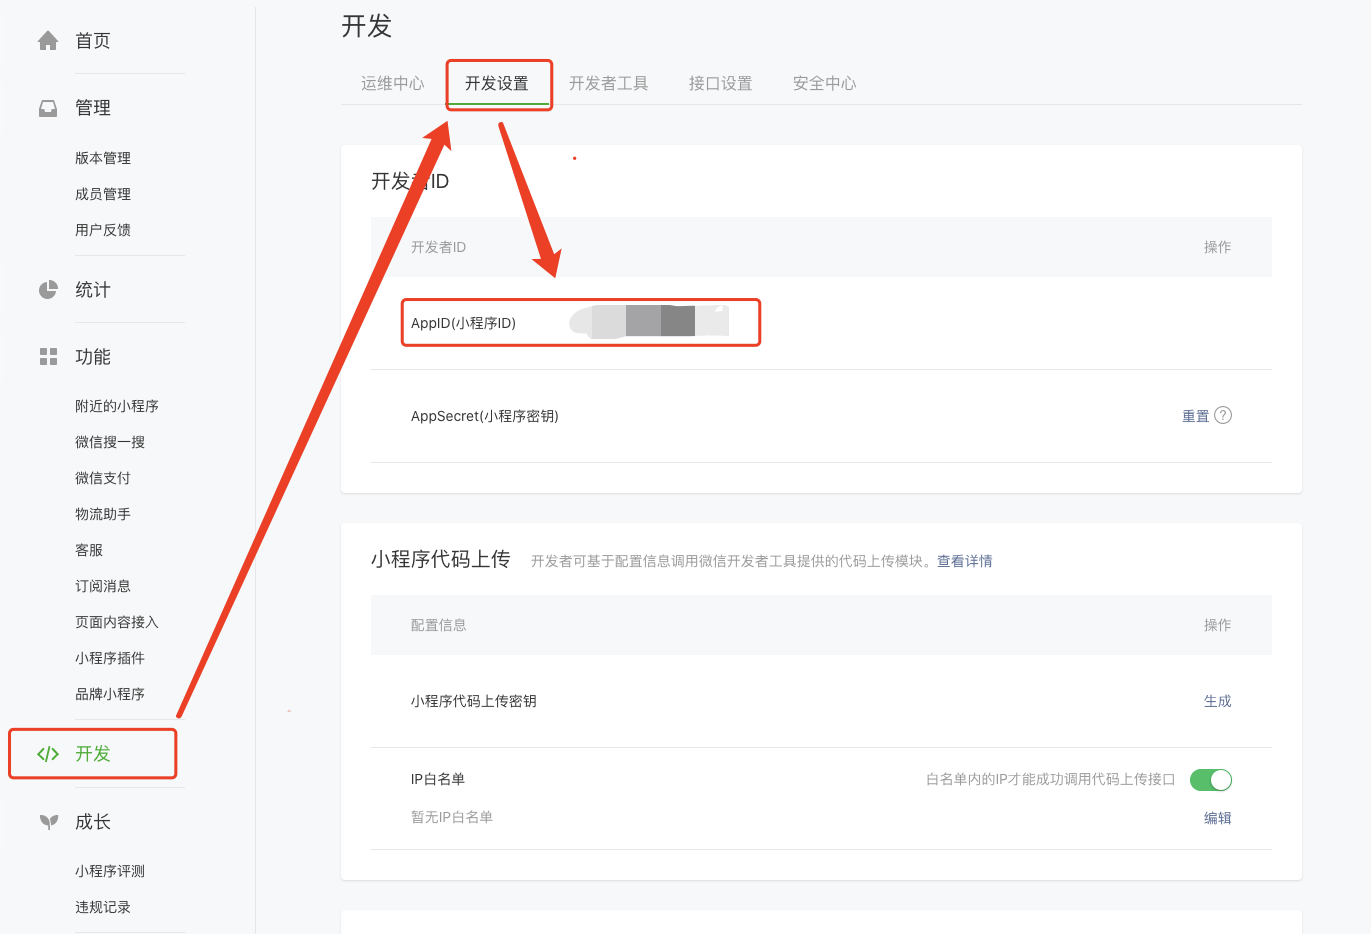 首页
管理
版本管理
成员管理
用户反馈
统计
功能
附近的小程序
微信搜一搜
微信支付
物流助手
客服
订阅消息
页面内容接入
小程序插件
品牌小程序
开发
成长
小程序评测
违规记录
开发
运维中心 开发设置 开发者工具 接口设置 安全中心
开发者ID
开发者ID 操作
AppID(小程序ID)
AppSecret(小程序密钥) 重置 ?
小程序代码上传 开发者可基于配置信息调用微信开发者工具提供的代码上传模块。查看详情
配置信息 操作
小程序代码上传密钥 生成
IP白名单 白名单内的IP才能成功调用代码上传接口
暂无IP白名单 编辑